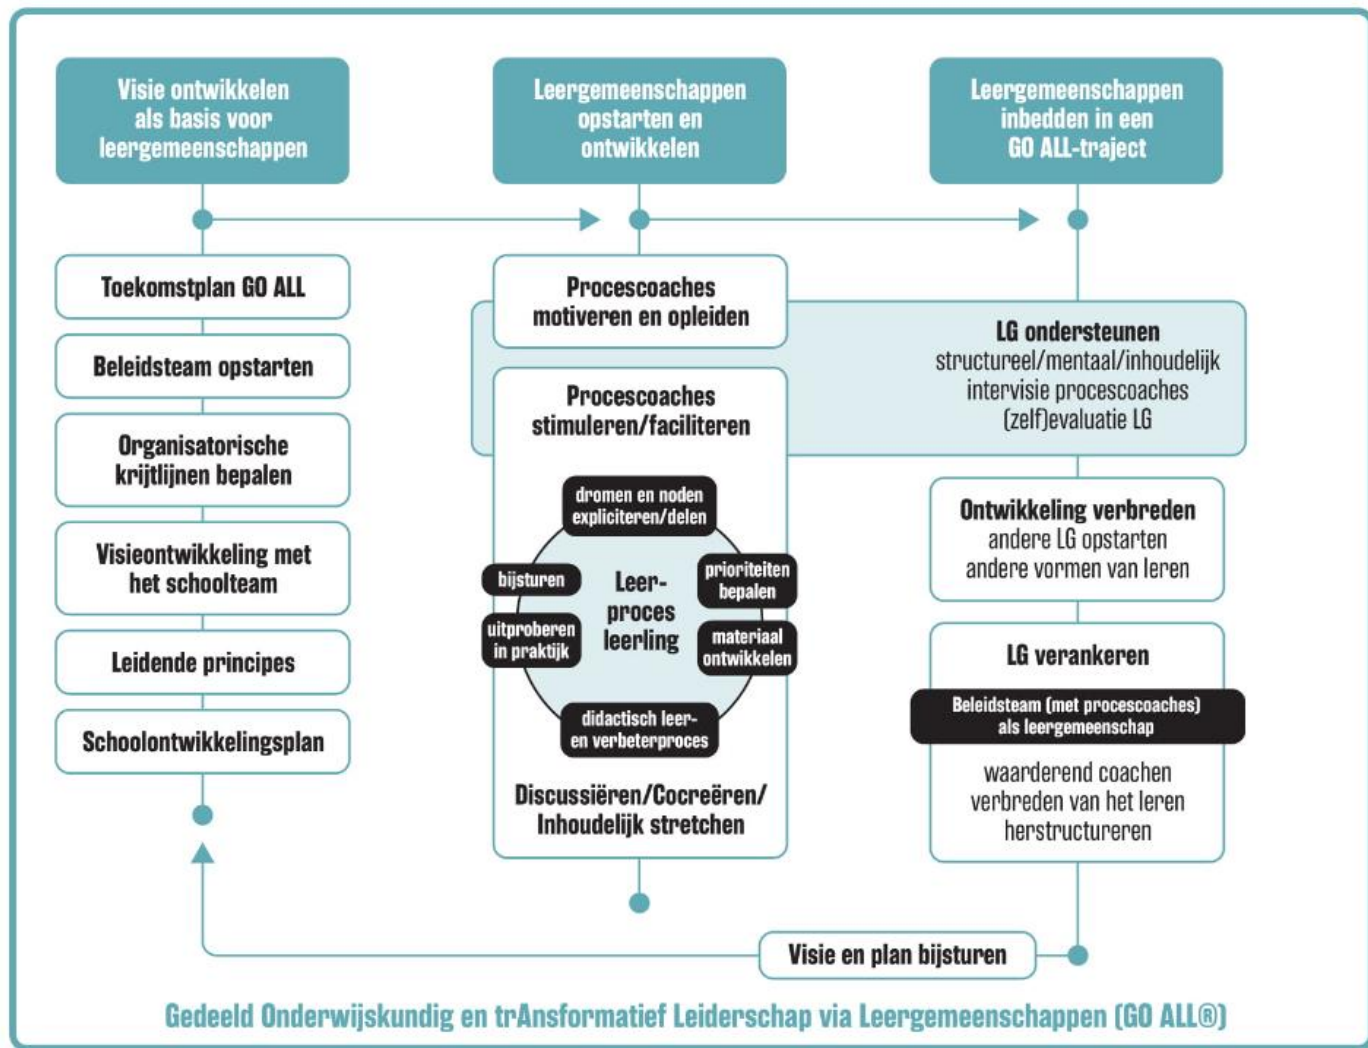 Visie ontwikkelen
als basis voor
leergemeenschappen
Leergemeenschappen
opstarten en
ontwikkelen
Leergemeenschappen
inbedden in een
GO ALL-traject
Toekomstplan GO ALL
Beleidsteam opstarten
Organisatorische
krijtlijnen bepalen
Visieontwikkeling met
het schoolteam
Leidende principes
Schoolontwikkelingsplan
Procescoaches
motiveren en opleiden
Procescoaches
stimuleren/faciliteren
dromen en noden
expliciteren/delen
prioriteiten
bepalen
materiaal
ontwikkelen
didactisch leer-
en verbeterproces
uitproberen
in praktijk
bijsturen
Leer-
proces
leerling
Discussiëren/Cocreëren/
Inhoudelijk stretchen
LG ondersteunen
structureel/mentaal/inhoudelijk
intervisie procescoaches
(zelf)evaluatie LG
Ontwikkeling verbreden
andere LG opstarten
andere vormen van leren
LG verankeren
Beleidsteam (met procescoaches)
als leergemeenschap
waarderend coachen
verbreden van het leren
herstructureren
Visie en plan bijsturen
Gedeeld Onderwijskundig en trAnsformatief Leiderschap via Leergemeenschappen (GO ALL®)